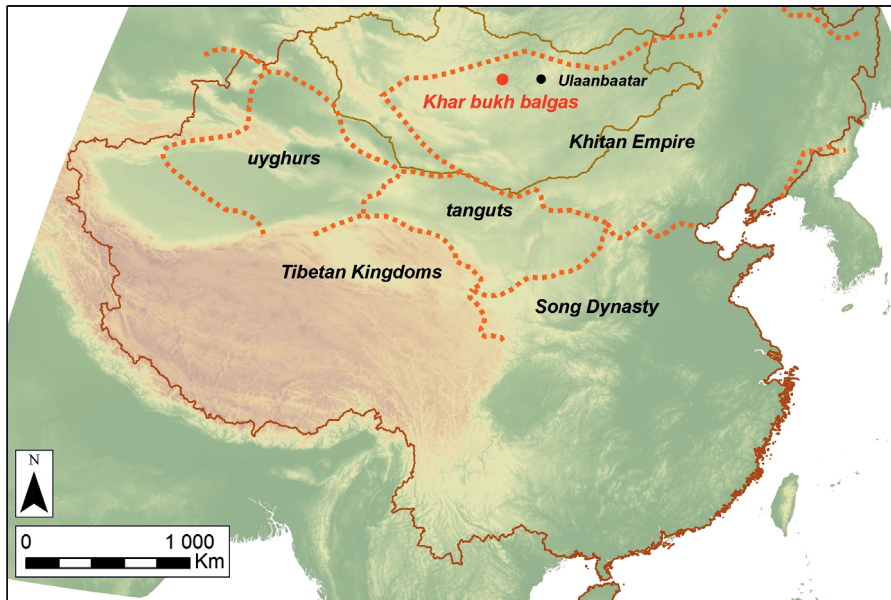 Ulaanbaatar
Khar bukh balgas
Khitan Empire
uyghurs
tanguts
Tibetan Kingdoms
Song Dynasty
N
0 1 000
Km